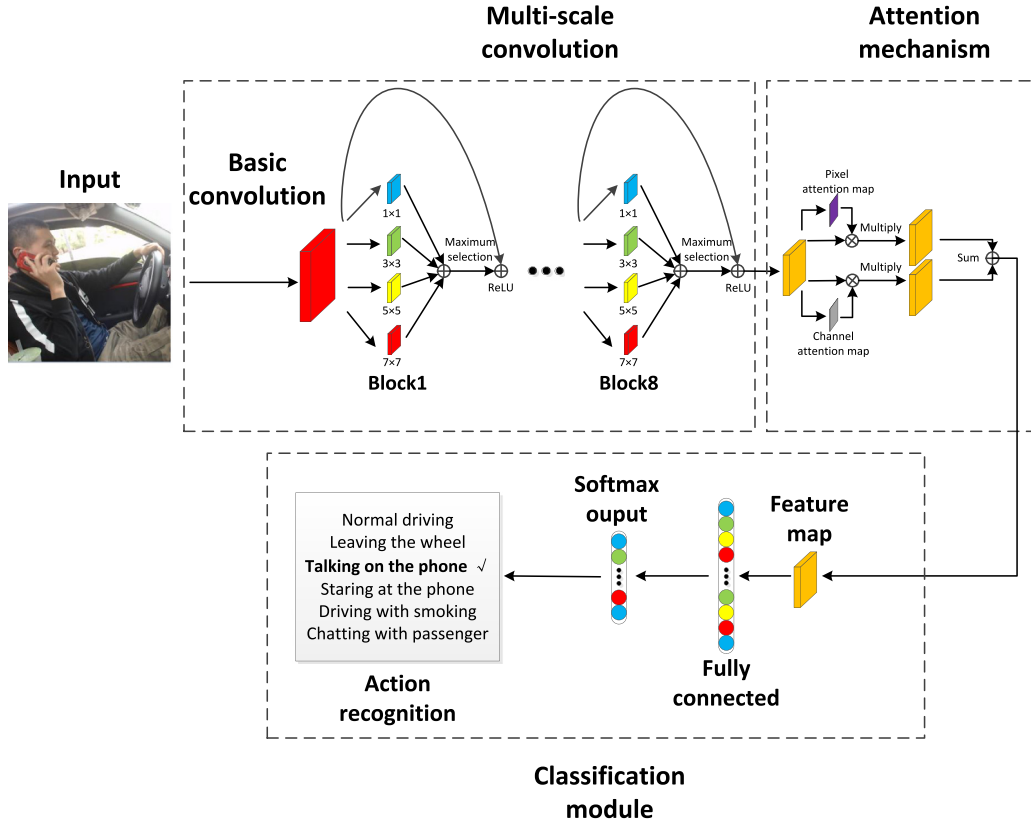 Multi-scale
convolution
Attention
mechanism
Input
Basic
convolution
1×1
3×3
5×5
7×7
Block1
Maximum
selection
ReLU
1×1
3×3
5×5
7×7
Block8
Maximum
selection
ReLU
Pixel
attention map
Multiply
Multiply
Sum
Channel
attention map
Softmax
ouput
Feature
map
Fully
connected
Normal driving
Leaving the wheel
Talking on the phone √
Staring at the phone
Driving with smoking
Chatting with passenger
Action
recognition
Classification
module